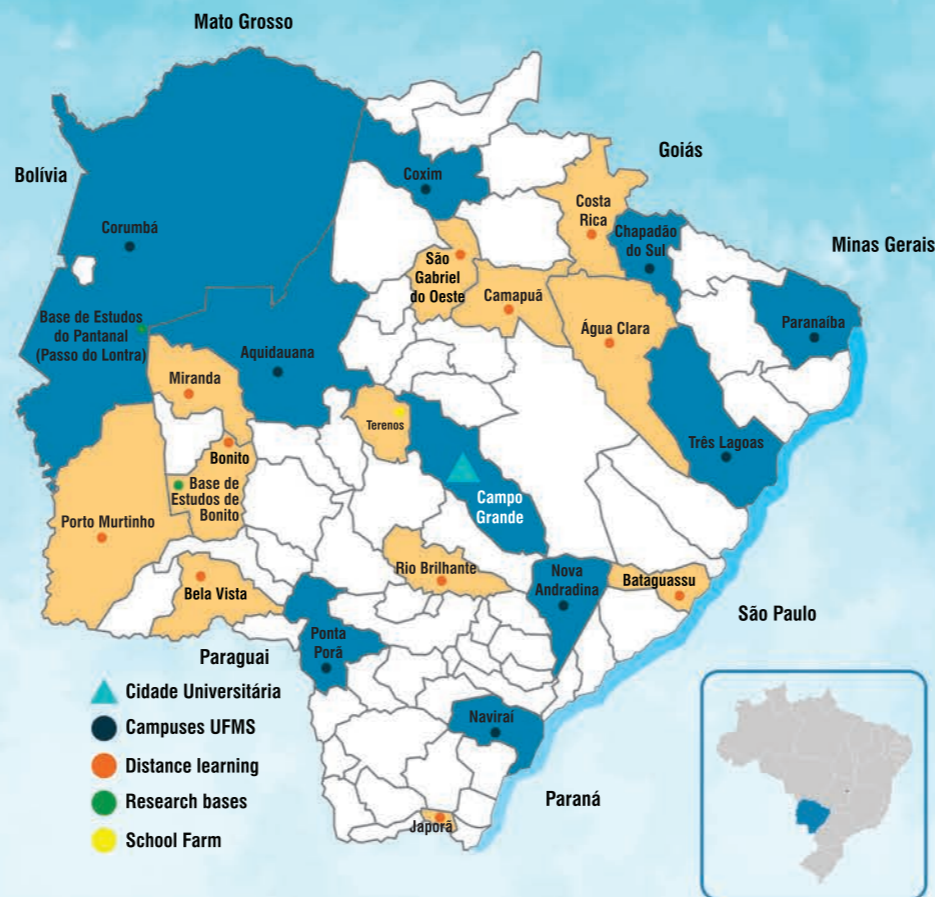 Mato Grosso
Goiás
Bolívia
Coxim
Costa
Rica
Corumbá
Chapadão
do Sul
Minas Gerais
São
Gabriel
do Oeste
Camapuã
Base de Estudos
do Pantanal
(Passo do Lontra)
Água Clara
Paranaíba
Aquidauana
Miranda
Terenos
Três Lagoas
Bonito
Base de
Estudos de
Bonito
Campo
Grande
Porto Murtinho
Rio Brilhante
Nova
Andradina
Bataguassu
Bela Vista
São Paulo
Ponta
Porã
Paraguai
Cidade Universitária
Campuses UFMS
Naviraí
Distance learning
Research bases
Paraná
School Farm
Japorã